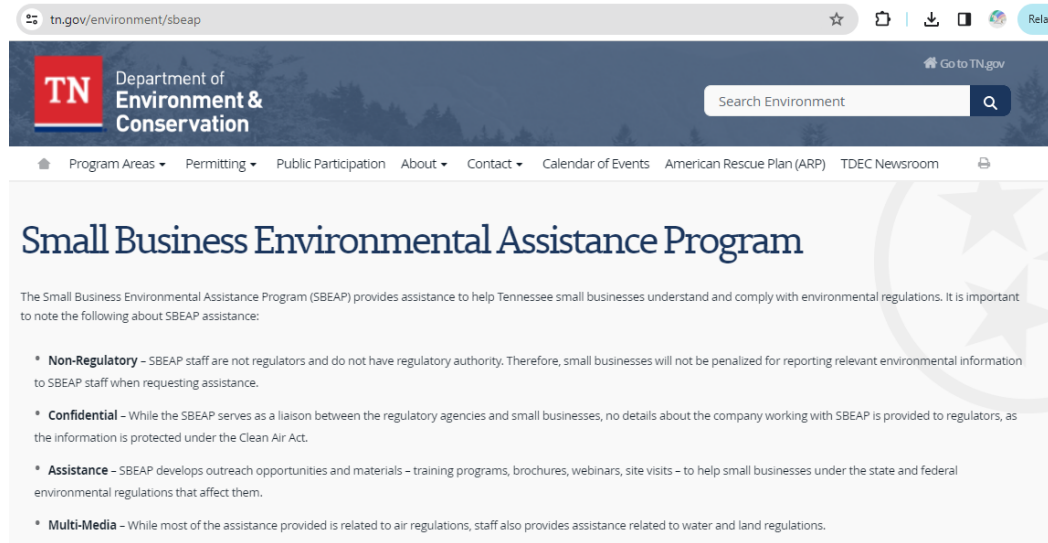 tn.gov/environment/sbeap
Rela
Go to TN.gov
TN
Department of
Environment &
Conservation
Search Environment
Program Areas Permitting Public Participation About Contact Calendar of Events American Rescue Plan (ARP) TDEC Newsroom
Small Business Environmental Assistance Program
The Small Business Environmental Assistance Program (SBEAP) provides assistance to help Tennessee small businesses understand and comply with environmental regulations. It is important
to note the following about SBEAP assistance:
• Non-Regulatory – SBEAP staff are not regulators and do not have regulatory authority. Therefore, small businesses will not be penalized for reporting relevant environmental information
to SBEAP staff when requesting assistance.
• Confidential – While the SBEAP serves as a liaison between the regulatory agencies and small businesses, no details about the company working with SBEAP is provided to regulators, as
the information is protected under the Clean Air Act.
• Assistance – SBEAP develops outreach opportunities and materials – training programs, brochures, webinars, site visits – to help small businesses under the state and federal
environmental regulations that affect them.
• Multi-Media – While most of the assistance provided is related to air regulations, staff also provides assistance related to water and land regulations.